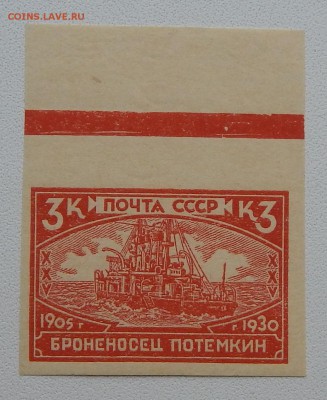 COINS.LAVE.RU
3К ПОЧТА СССР К3
XXV XXV
1905 г г. 1930
БРОНЕНОСЕЦ ПОТЕМКИН